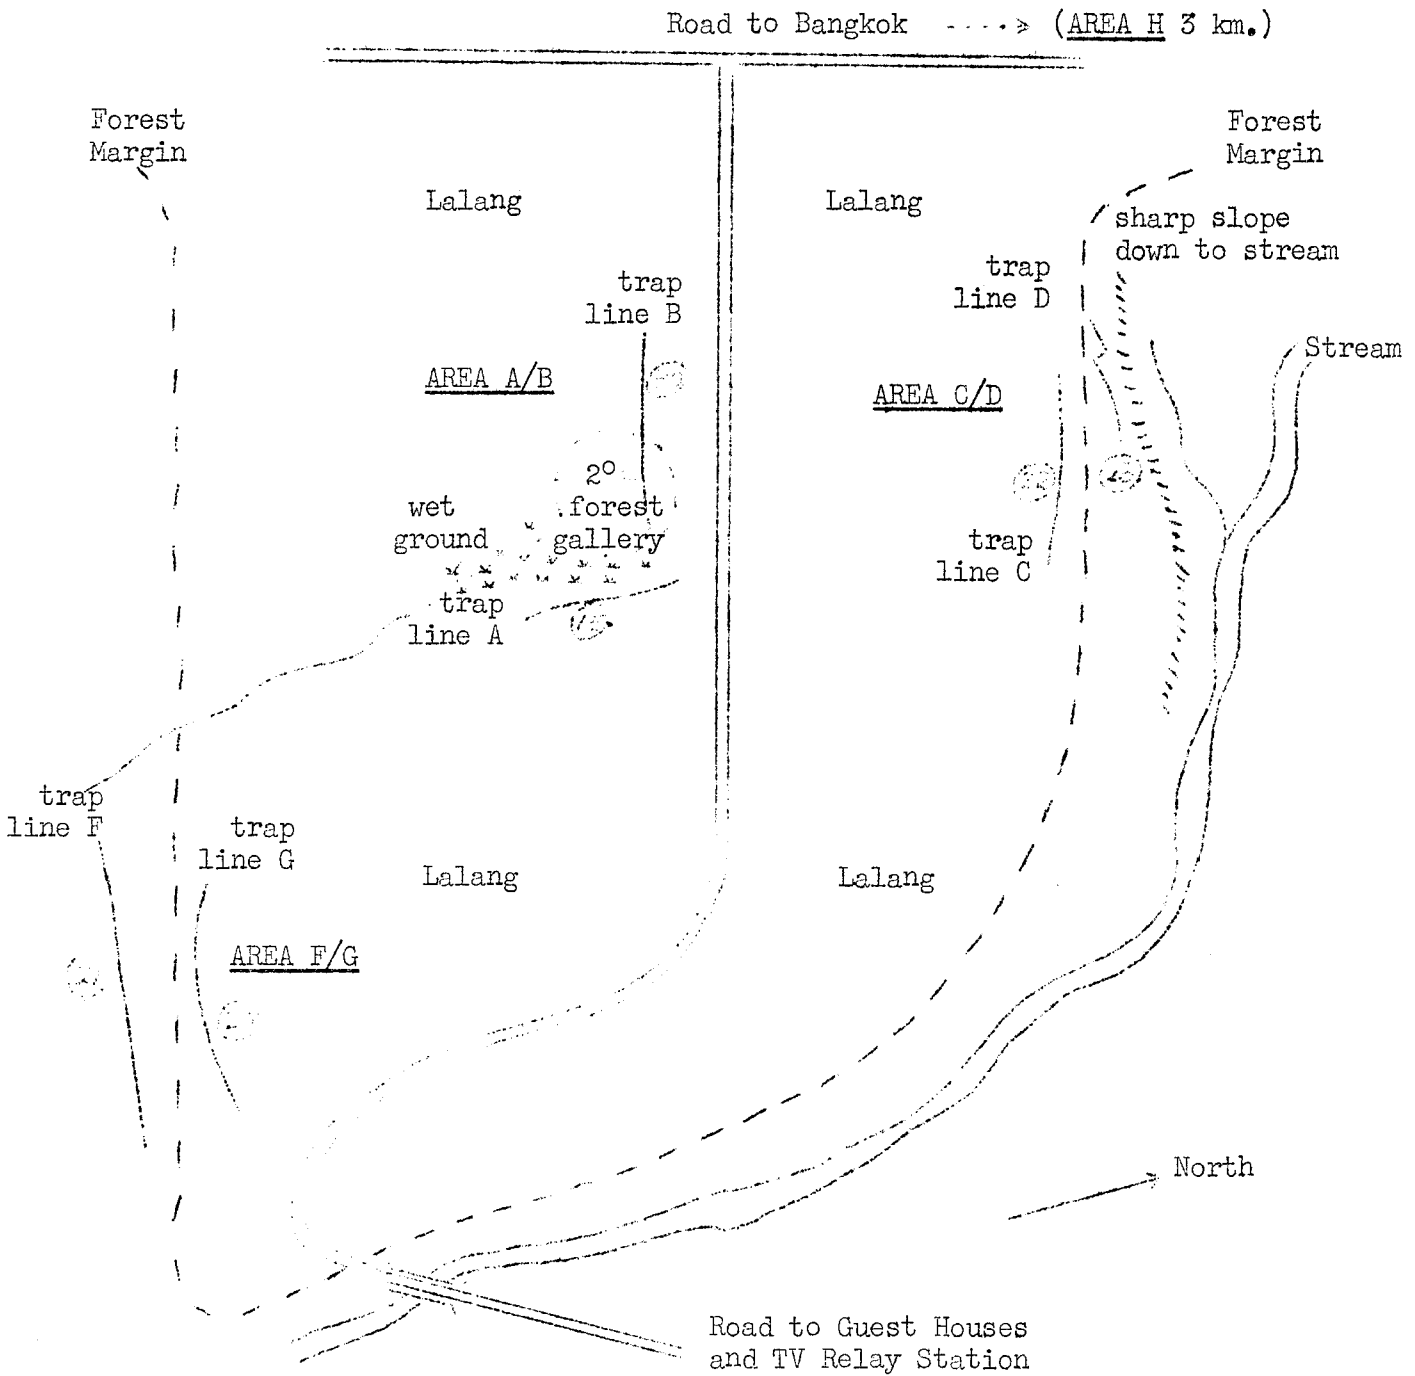 Road to Bangkok ----> (AREA H 3 km.)
Forest
Margin
Forest
Margin
Lalang
Lalang
sharp slope
down to stream
trap
line B
trap
line D
Stream
AREA A/B
AREA C/D
2°
forest
gallery
wet
ground
trap
line C
trap
line A
trap
line F
trap
line G
Lalang
Lalang
AREA F/G
North
Road to Guest Houses
and TV Relay Station